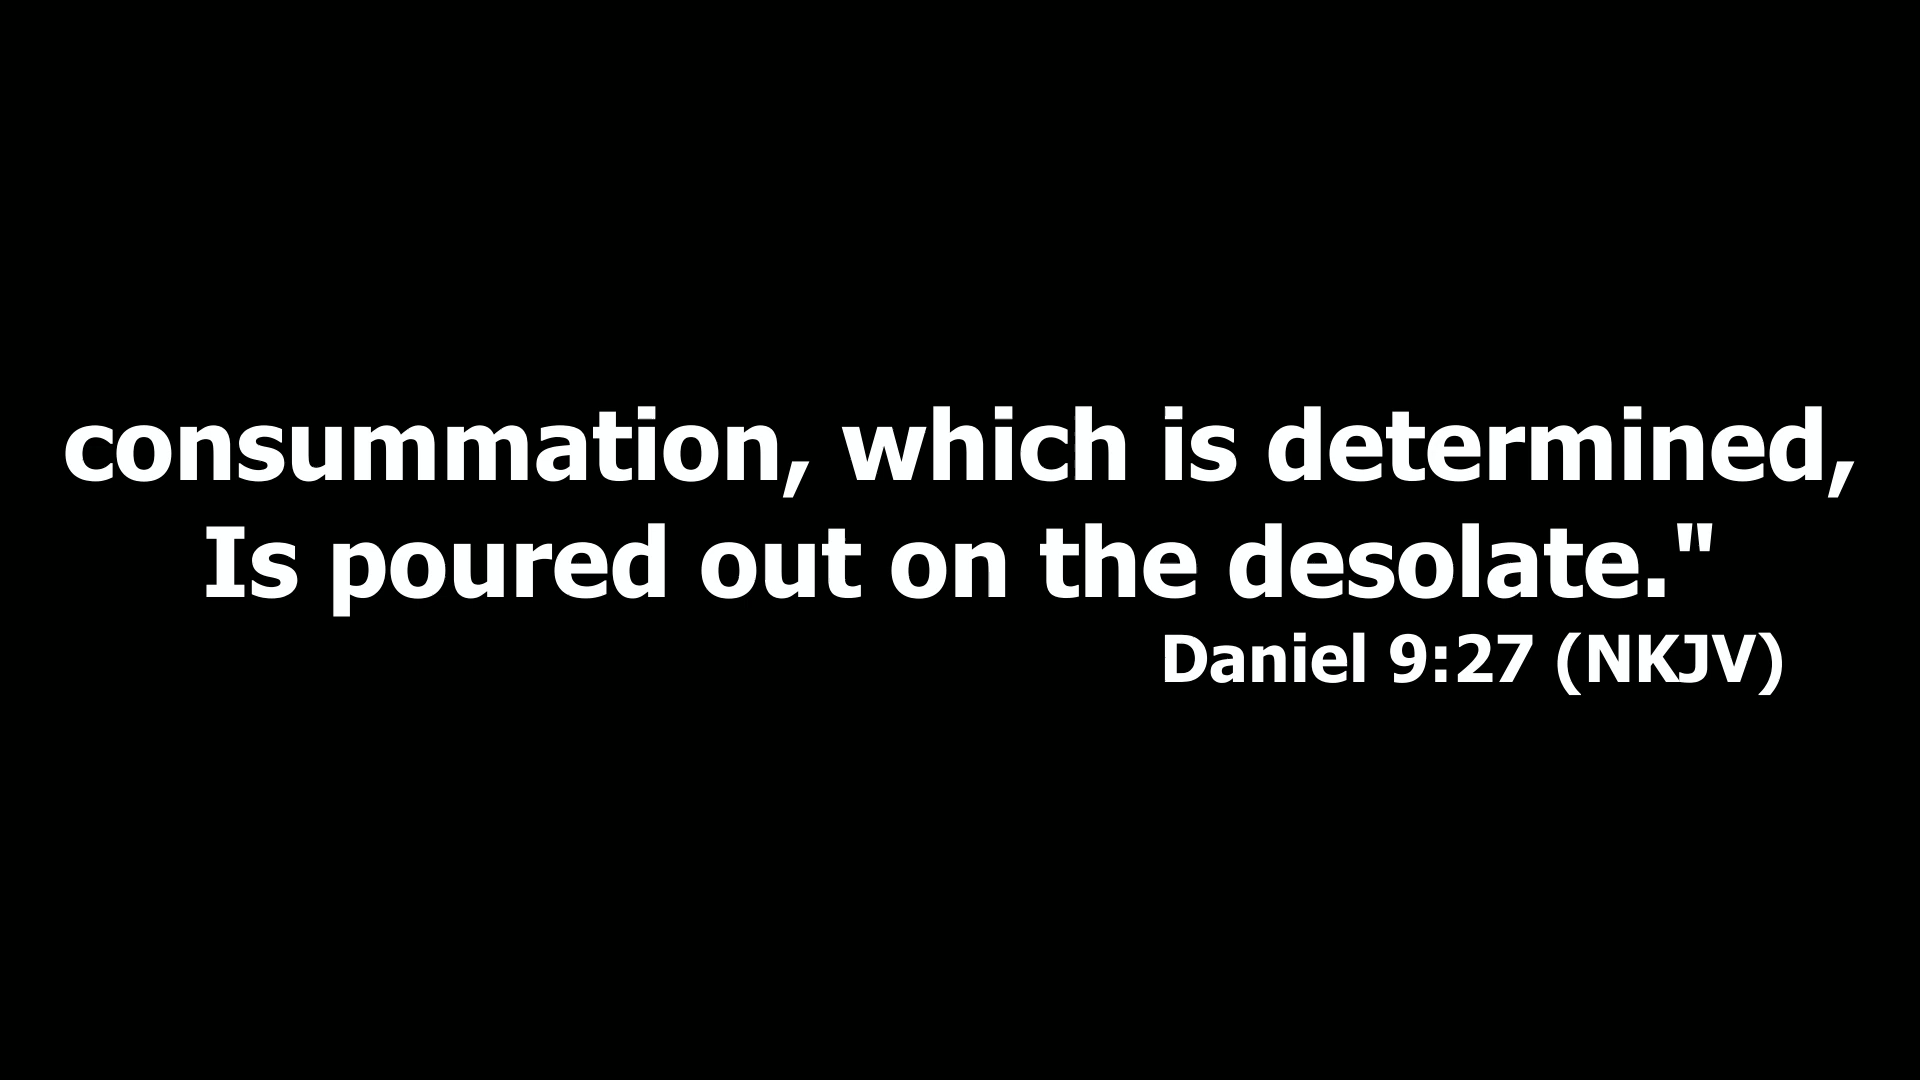 consummation, which is determined,
Is poured out on the desolate."
Daniel 9:27 (NKJV)